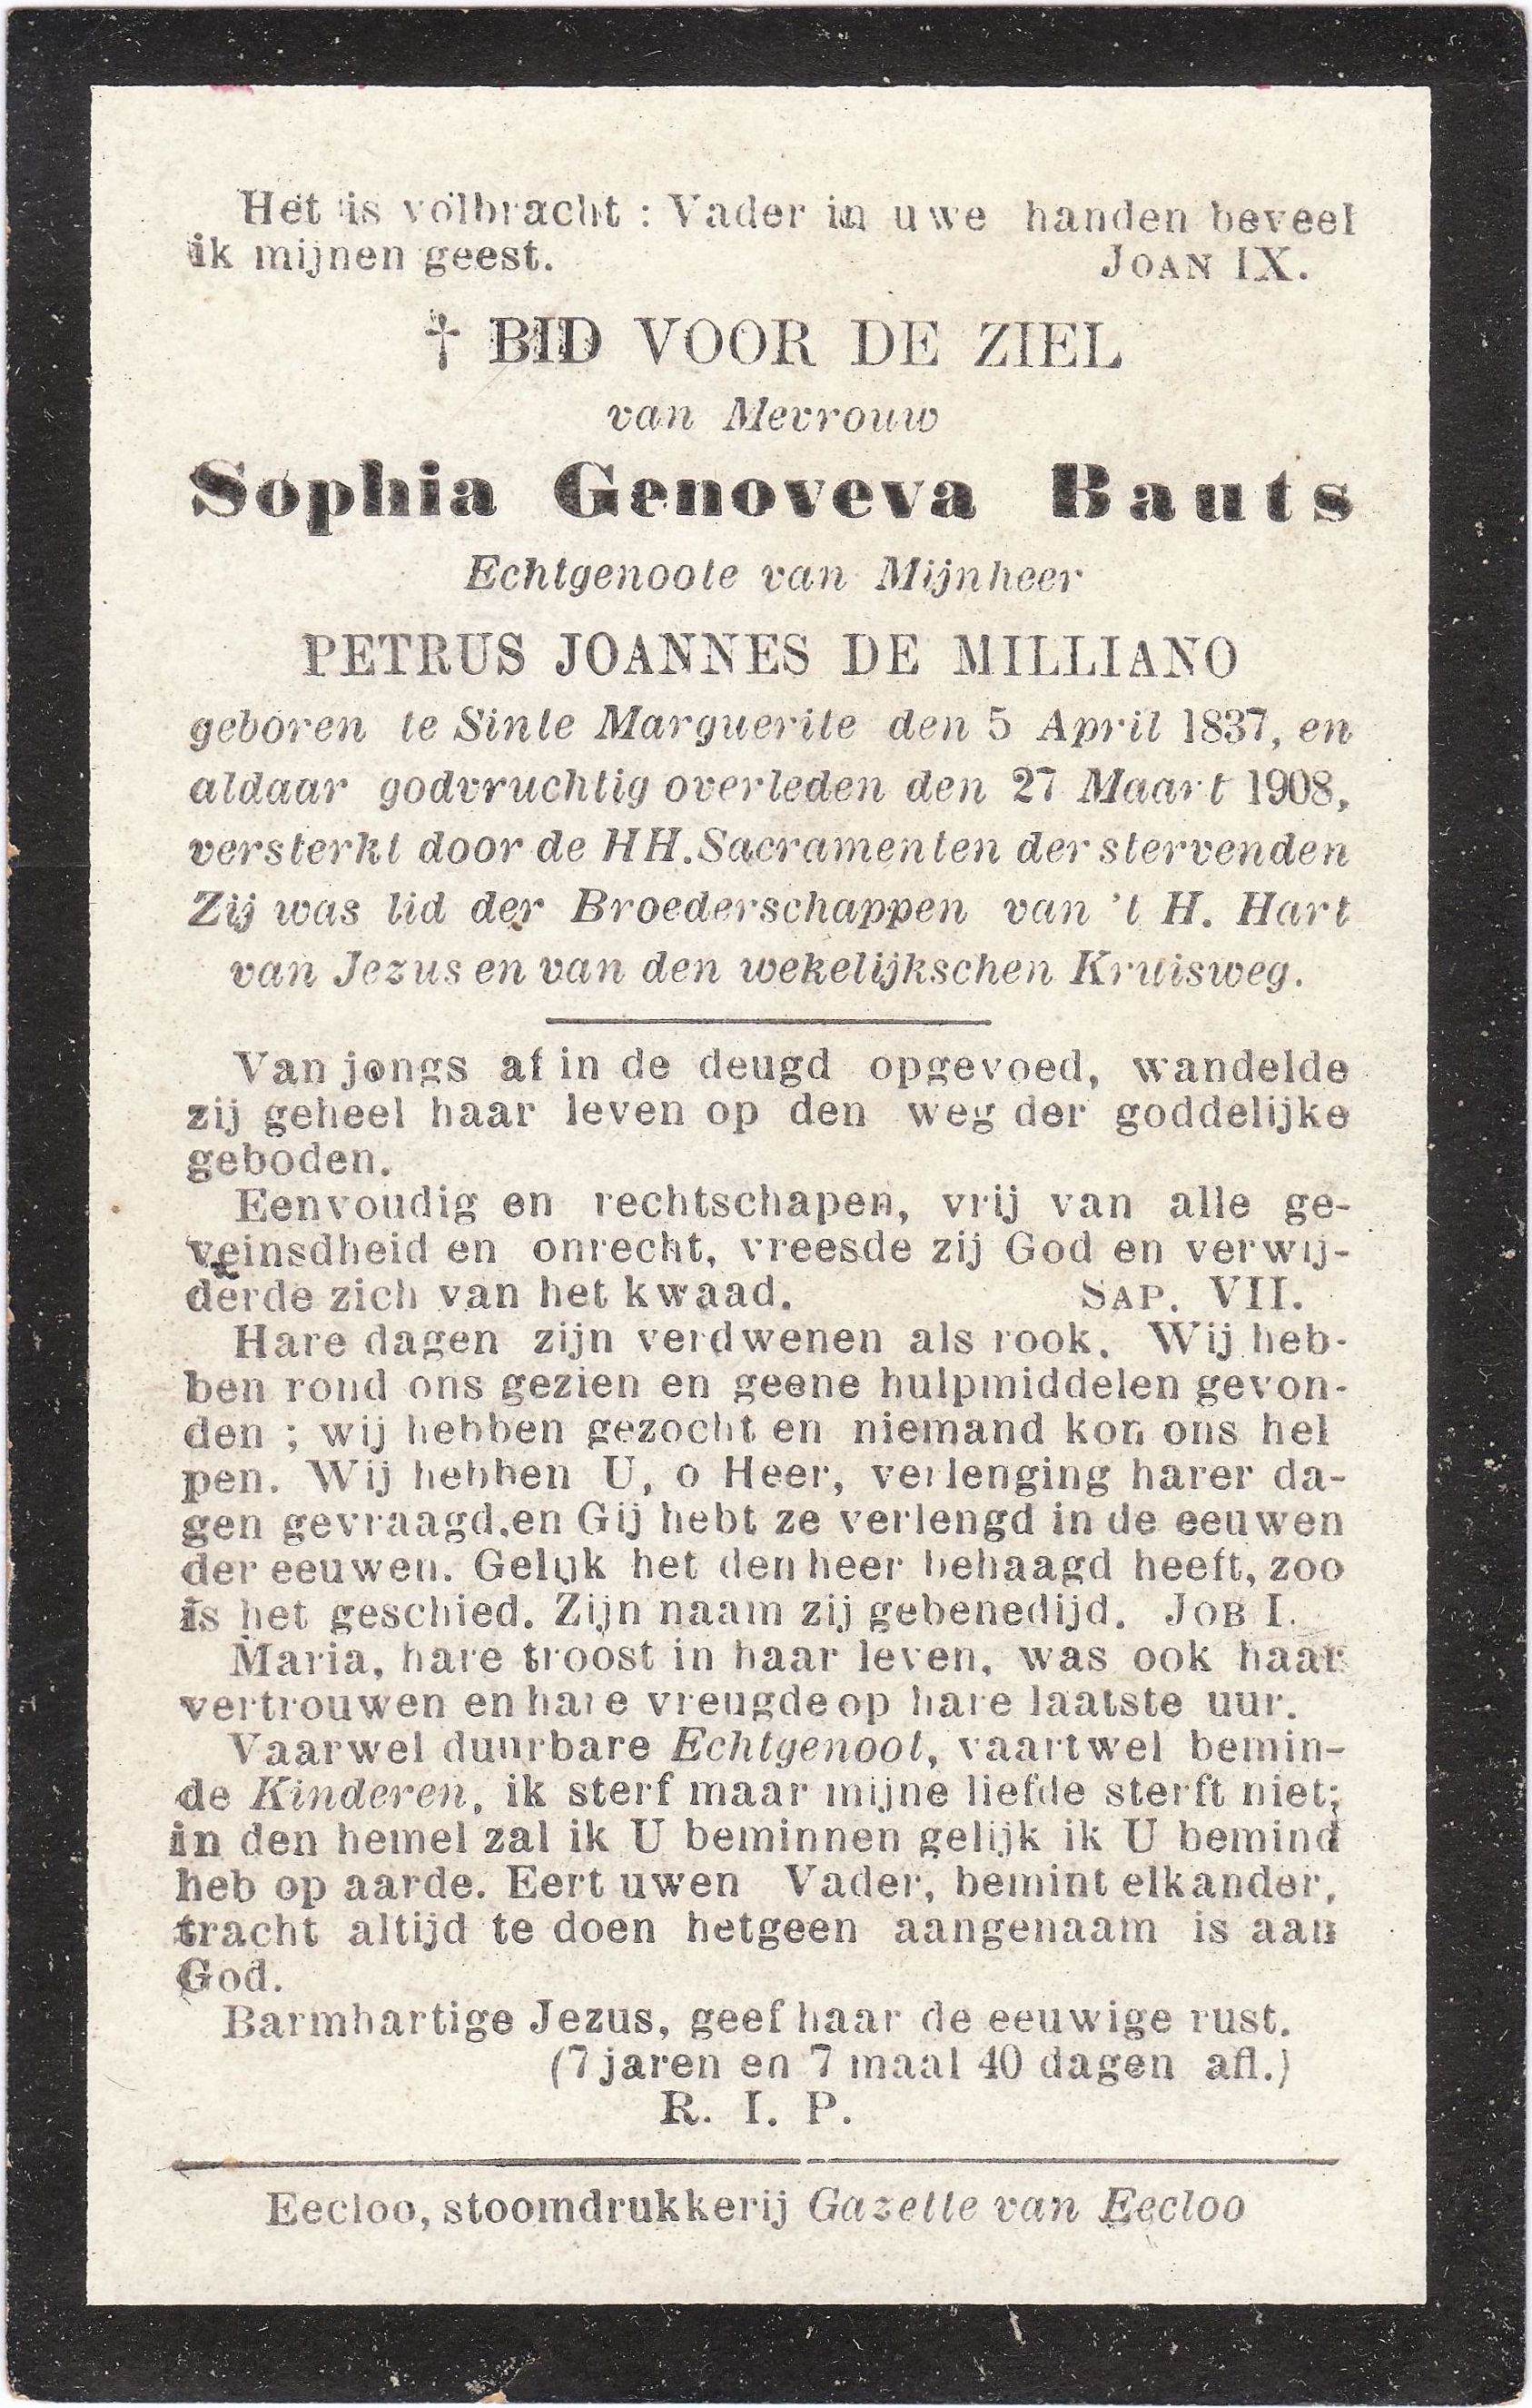 Het is volbracht : Vader in uwe handen beveel
ik mijnen geest. JOAN IX.
† BID VOOR DE ZIEL
van Mevrouw
Sophia Genoveva Bauts
Echtgenoote van Mijnheer
PETRUS JOANNES DE MILLIANO
geboren te Sinte Marguerite den 5 April 1837, en
aldaar godvruchtig overleden den 27 Maart 1908,
versterkt door de HH. Sacramenten der stervenden
Zij was lid der Broederschappen van 't H. Hart
van Jezus en van den wekelijkschen Kruisweg.
Van jongs af in de deugd opgevoed, wandelde
zij geheel haar leven op den weg der goddelijke
geboden.
Eenvoudig en rechtschapen, vrij van alle ge-
veinsdheid en onrecht, vreesde zij God en verwij-
derde zich van het kwaad. SAP. VII.
Hare dagen zijn verdwenen als rook. Wij heb-
ben rond ons gezien en geene hulpmiddelen gevon-
den ; wij hebben gezocht en niemand kon ons hel
pen. Wij hebben U, o Heer, verlenging harer da-
gen gevraagd, en Gij hebt ze verlengd in de eeuwen
der eeuwen. Gelijk het den heer behaagd heeft, zoo
is het geschied. Zijn naam zij gebenedijd. JOB I.
Maria, hare troost in haar leven, was ook haar
vertrouwen en hare vreugde op hare laatste uur.
Vaarwel duurbare Echtgenoot, vaartwel bemin-
de Kinderen, ik sterf maar mijne liefde sterft niet;
in den hemel zal ik U beminnen gelijk ik U bemind
heb op aarde. Eert uwen Vader, bemint elkander,
tracht altijd te doen hetgeen aangenaam is aan
God.
Barmhartige Jezus, geef haar de eeuwige rust.
(7 jaren en 7 maal 40 dagen afl.)
R. I. P.
Eecloo, stoomdrukkerij Gazette van Eecloo